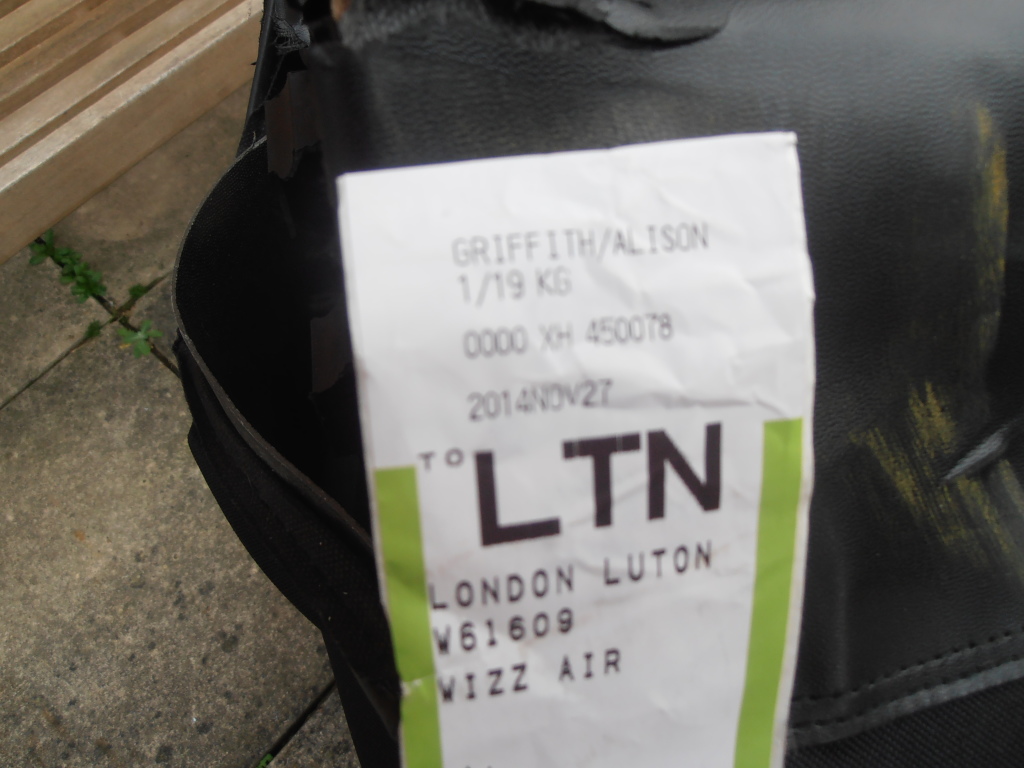 GRIFFITH/ALISON
1/19 KG
0000 XH 450078
2014NOV27
TO LTN
LONDON LUTON
W61609
WIZZ AIR